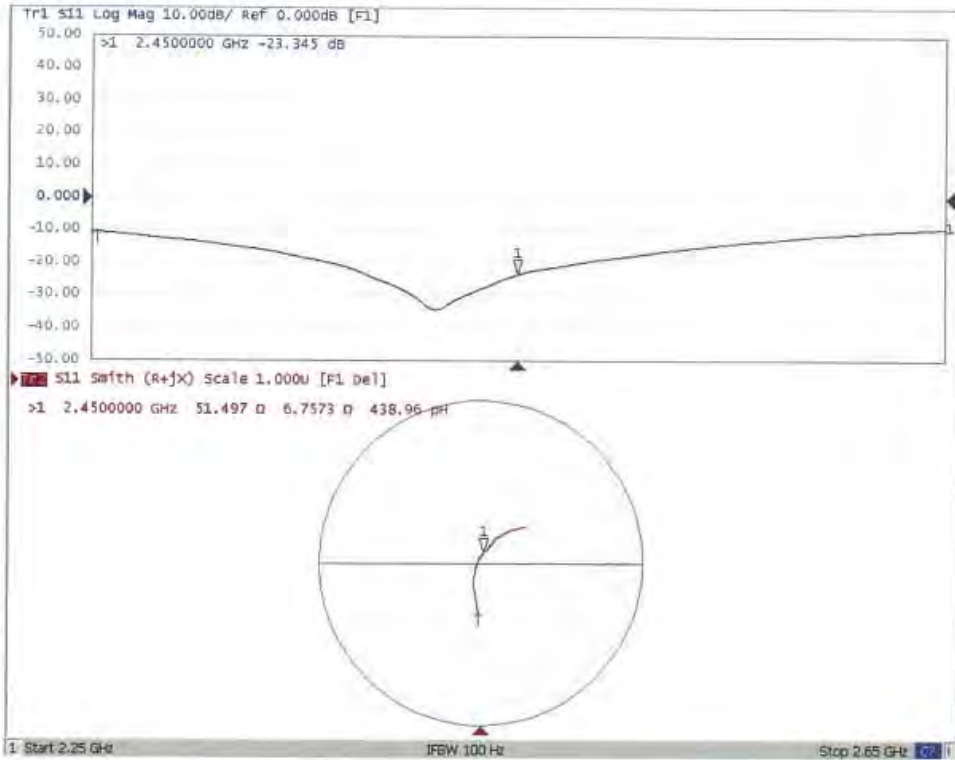 Tr1 S11 Log Mag 10.00dB/ Ref 0.000dB [F1]
50.00
>1 2.4500000 GHz -23.345 dB
40.00
30.00
20.00
10.00
0.000
-10.00
1
-20.00
1
-30.00
-40.00
-50.00
Tr2 S11 Smith (R+jX) Scale 1.000U [F1 Del]
>1 2.4500000 GHz 51.497 Ω 6.7573 Ω 438.96 pH
1
1 Start 2.25 GHz IFBW 100 Hz Stop 2.65 GHz